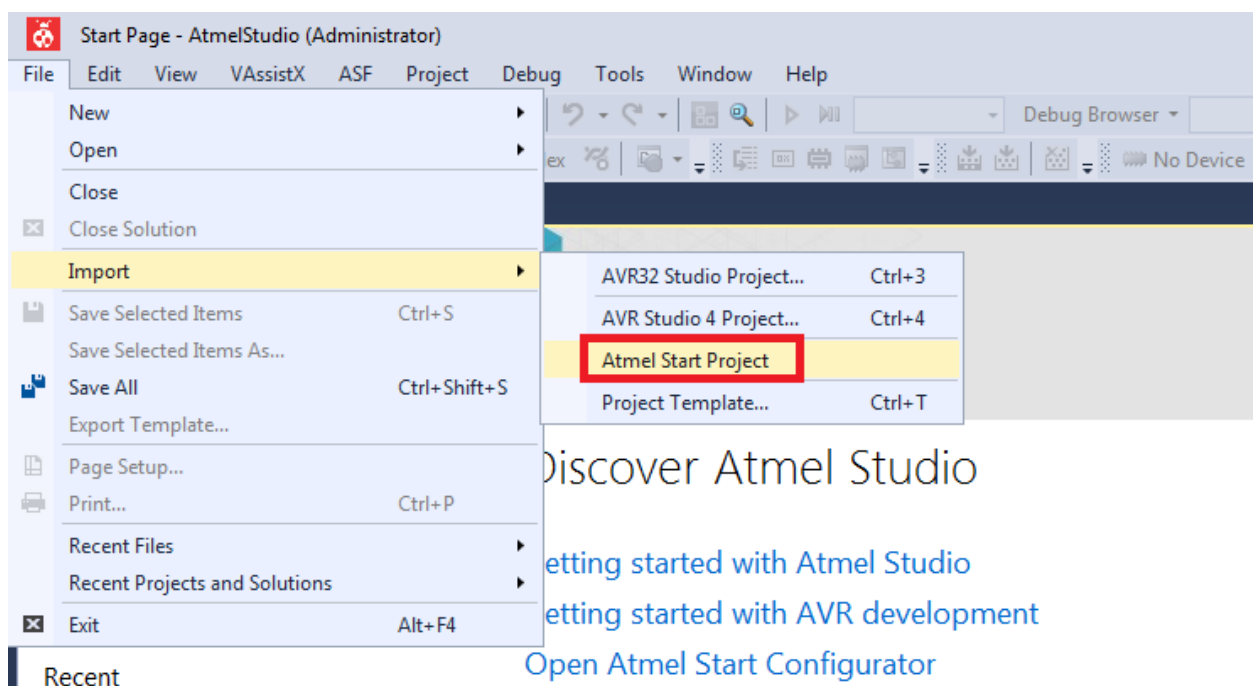 Start Page - AtmelStudio (Administrator)
File Edit View VAssistX ASF Project Debug Tools Window Help
Debug Browser
ex
No Device
New
Open
Close
Close Solution
Import
Save Selected Items Ctrl+S
Save Selected Items As...
Save All Ctrl+Shift+S
Export Template...
Page Setup...
Print... Ctrl+P
Recent Files
Recent Projects and Solutions
Exit Alt+F4
AVR32 Studio Project... Ctrl+3
AVR Studio 4 Project... Ctrl+4
Atmel Start Project
Project Template... Ctrl+T
Discover Atmel Studio
etting started with Atmel Studio
etting started with AVR development
Open Atmel Start Configurator
Recent